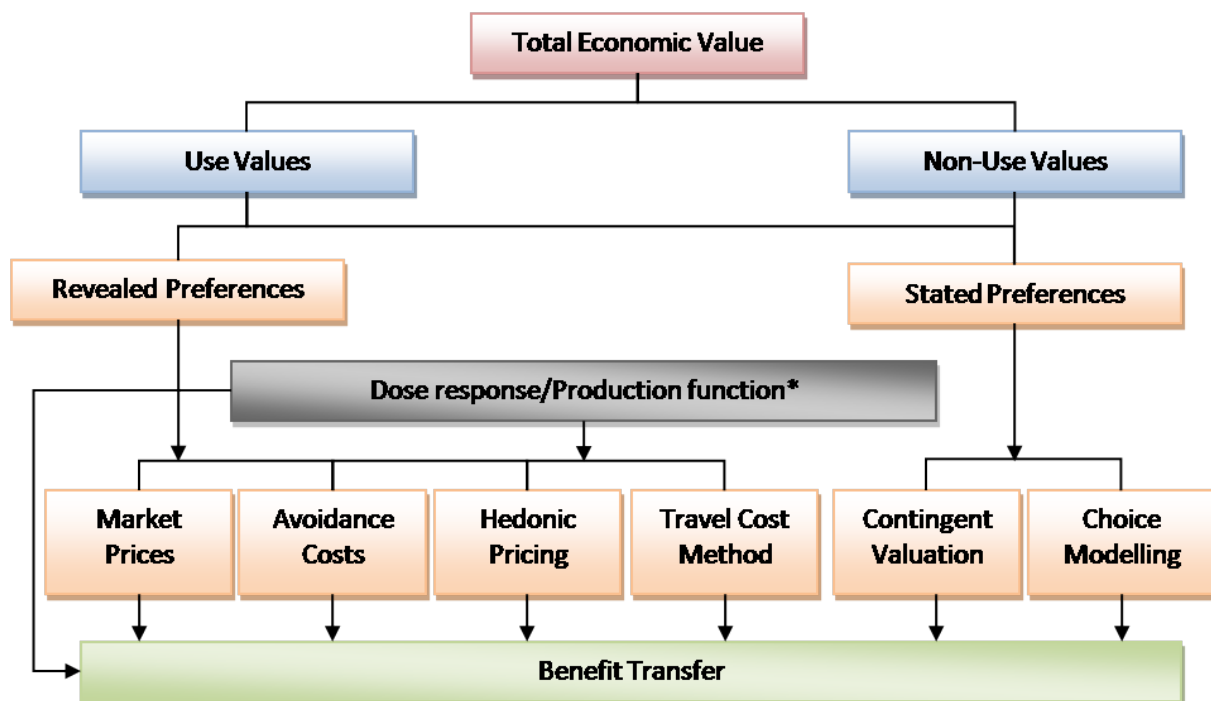 Total Economic Value
Use Values
Non-Use Values
Revealed Preferences
Stated Preferences
Dose response/Production function*
Market
Prices
Avoidance
Costs
Hedonic
Pricing
Travel Cost
Method
Contingent
Valuation
Choice
Modelling
Benefit Transfer